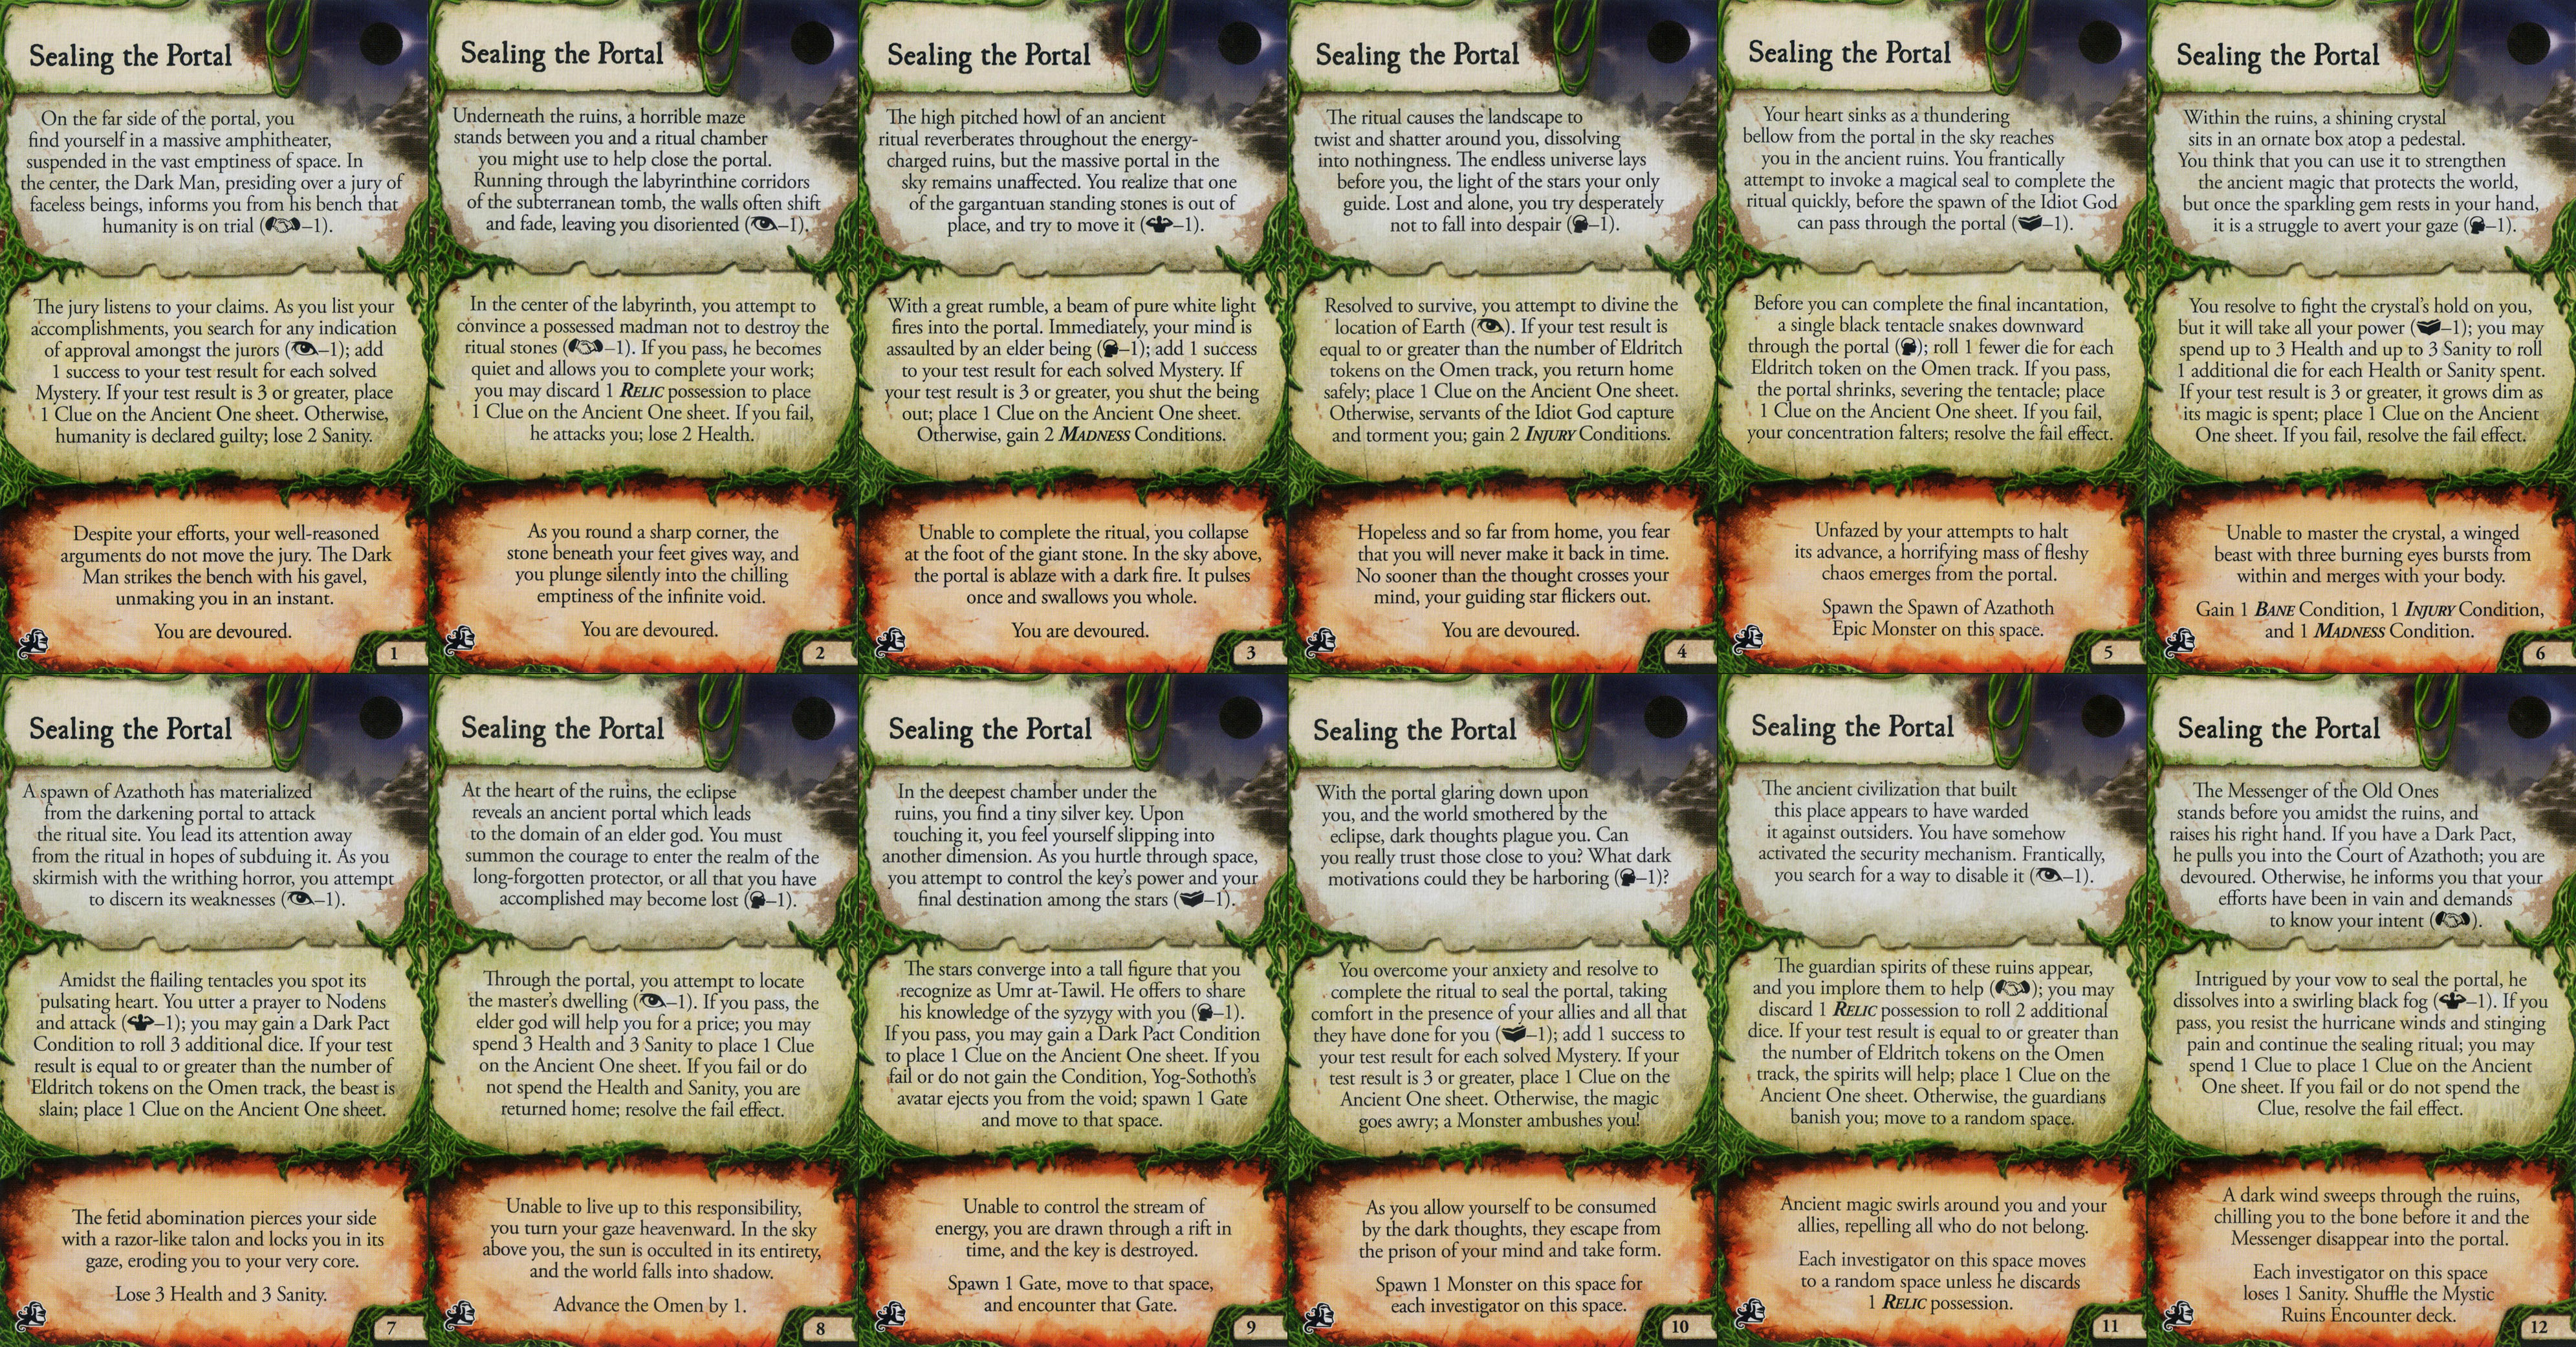 Sealing the Portal
On the far side of the portal, you
find yourself in a massive amphitheater,
suspended in the vast emptiness of space. In
the center, the Dark Man, presiding over a jury of
faceless beings, informs you from his bench that
humanity is on trial (–1).
The jury listens to your claims. As you list your
accomplishments, you search for any indication
of approval amongst the jurors (–1); add
1 success to your test result for each solved
Mystery. If your test result is 3 or greater, place
1 Clue on the Ancient One sheet. Otherwise,
humanity is declared guilty; lose 2 Sanity.
Despite your efforts, your well-reasoned
arguments do not move the jury. The Dark
Man strikes the bench with his gavel,
unmaking you in an instant.
You are devoured.
1
Sealing the Portal
Underneath the ruins, a horrible maze
stands between you and a ritual chamber
you might use to help close the portal.
Running through the labyrinthine corridors
of the subterranean tomb, the walls often shift
and fade, leaving you disoriented (–1).
In the center of the labyrinth, you attempt to
convince a possessed madman not to destroy the
ritual stones (–1). If you pass, he becomes
quiet and allows you to complete your work;
you may discard 1 RELIC possession to place
1 Clue on the Ancient One sheet. If you fail,
he attacks you; lose 2 Health.
As you round a sharp corner, the
stone beneath your feet gives way, and
you plunge silently into the chilling
emptiness of the infinite void.
You are devoured.
2
Sealing the Portal
The high pitched howl of an ancient
ritual reverberates throughout the energy-
charged ruins, but the massive portal in the
sky remains unaffected. You realize that one
of the gargantuan standing stones is out of
place, and try to move it (–1).
With a great rumble, a beam of pure white light
fires into the portal. Immediately, your mind is
assaulted by an elder being (–1); add 1 success
to your test result for each solved Mystery. If
your test result is 3 or greater, you shut the being
out; place 1 Clue on the Ancient One sheet.
Otherwise, gain 2 MADNESS Conditions.
Unable to complete the ritual, you collapse
at the foot of the giant stone. In the sky above,
the portal is ablaze with a dark fire. It pulses
once and swallows you whole.
You are devoured.
3
Sealing the Portal
The ritual causes the landscape to
twist and shatter around you, dissolving
into nothingness. The endless universe lays
before you, the light of the stars your only
guide. Lost and alone, you try desperately
not to fall into despair (–1).
Resolved to survive, you attempt to divine the
location of Earth (). If your test result is
equal to or greater than the number of Eldritch
tokens on the Omen track, you return home
safely; place 1 Clue on the Ancient One sheet.
Otherwise, servants of the Idiot God capture
and torment you; gain 2 INJURY Conditions.
Hopeless and so far from home, you fear
that you will never make it back in time.
No sooner than the thought crosses your
mind, your guiding star flickers out.
You are devoured.
4
Sealing the Portal
Your heart sinks as a thundering
bellow from the portal in the sky reaches
you in the ancient ruins. You frantically
attempt to invoke a magical seal to complete the
ritual quickly, before the spawn of the Idiot God
can pass through the portal (–1).
Before you can complete the final incantation,
a single black tentacle snakes downward
through the portal (); roll 1 fewer die for each
Eldritch token on the Omen track. If you pass,
the portal shrinks, severing the tentacle; place
1 Clue on the Ancient One sheet. If you fail,
your concentration falters; resolve the fail effect.
Unfazed by your attempts to halt
its advance, a horrifying mass of fleshy
chaos emerges from the portal.
Spawn the Spawn of Azathoth
Epic Monster on this space.
5
Sealing the Portal
Within the ruins, a shining crystal
sits in an ornate box atop a pedestal.
You think that you can use it to strengthen
the ancient magic that protects the world,
but once the sparkling gem rests in your hand,
it is a struggle to avert your gaze (–1).
You resolve to fight the crystal's hold on you,
but it will take all your power (–1); you may
spend up to 3 Health and up to 3 Sanity to roll
1 additional die for each Health or Sanity spent.
If your test result is 3 or greater, it grows dim as
its magic is spent; place 1 Clue on the Ancient
One sheet. If you fail, resolve the fail effect.
Unable to master the crystal, a winged
beast with three burning eyes bursts from
within and merges with your body.
Gain 1 BANE Condition, 1 INJURY Condition,
and 1 MADNESS Condition.
6
Sealing the Portal
A spawn of Azathoth has materialized
from the darkening portal to attack
the ritual site. You lead its attention away
from the ritual in hopes of subduing it. As you
skirmish with the writhing horror, you attempt
to discern its weaknesses (–1).
Amidst the flailing tentacles you spot its
pulsating heart. You utter a prayer to Nodens
and attack (–1); you may gain a Dark Pact
Condition to roll 3 additional dice. If your test
result is equal to or greater than the number of
Eldritch tokens on the Omen track, the beast is
slain; place 1 Clue on the Ancient One sheet.
The fetid abomination pierces your side
with a razor-like talon and locks you in its
gaze, eroding you to your very core.
Lose 3 Health and 3 Sanity.
7
Sealing the Portal
At the heart of the ruins, the eclipse
reveals an ancient portal which leads
to the domain of an elder god. You must
summon the courage to enter the realm of the
long-forgotten protector, or all that you have
accomplished may become lost (–1).
Through the portal, you attempt to locate
the master's dwelling (–1). If you pass, the
elder god will help you for a price; you may
spend 3 Health and 3 Sanity to place 1 Clue
on the Ancient One sheet. If you fail or do
not spend the Health and Sanity, you are
returned home; resolve the fail effect.
Unable to live up to this responsibility,
you turn your gaze heavenward. In the sky
above you, the sun is occulted in its entirety,
and the world falls into shadow.
Advance the Omen by 1.
8
Sealing the Portal
In the deepest chamber under the
ruins, you find a tiny silver key. Upon
touching it, you feel yourself slipping into
another dimension. As you hurtle through space,
you attempt to control the key's power and your
final destination among the stars (–1).
The stars converge into a tall figure that you
recognize as Umr at-Tawil. He offers to share
his knowledge of the syzygy with you (–1).
If you pass, you may gain a Dark Pact Condition
to place 1 Clue on the Ancient One sheet. If you
fail or do not gain the Condition, Yog-Sothoth's
avatar ejects you from the void; spawn 1 Gate
and move to that space.
Unable to control the stream of
energy, you are drawn through a rift in
time, and the key is destroyed.
Spawn 1 Gate, move to that space,
and encounter that Gate.
9
Sealing the Portal
With the portal glaring down upon
you, and the world smothered by the
eclipse, dark thoughts plague you. Can
you really trust those close to you? What dark
motivations could they be harboring (–1)?
You overcome your anxiety and resolve to
complete the ritual to seal the portal, taking
comfort in the presence of your allies and all that
they have done for you (–1); add 1 success to
your test result for each solved Mystery. If your
test result is 3 or greater, place 1 Clue on the
Ancient One sheet. Otherwise, the magic
goes awry; a Monster ambushes you!
As you allow yourself to be consumed
by the dark thoughts, they escape from
the prison of your mind and take form.
Spawn 1 Monster on this space for
each investigator on this space.
10
Sealing the Portal
The ancient civilization that built
this place appears to have warded
it against outsiders. You have somehow
activated the security mechanism. Frantically,
you search for a way to disable it (–1).
The guardian spirits of these ruins appear,
and you implore them to help (); you may
discard 1 RELIC possession to roll 2 additional
dice. If your test result is equal to or greater than
the number of Eldritch tokens on the Omen
track, the spirits will help; place 1 Clue on the
Ancient One sheet. Otherwise, the guardians
banish you; move to a random space.
Ancient magic swirls around you and your
allies, repelling all who do not belong.
Each investigator on this space moves
to a random space unless he discards
1 RELIC possession.
11
Sealing the Portal
The Messenger of the Old Ones
stands before you amidst the ruins, and
raises his right hand. If you have a Dark Pact,
he pulls you into the Court of Azathoth; you are
devoured. Otherwise, he informs you that your
efforts have been in vain and demands
to know your intent ().
Intrigued by your vow to seal the portal, he
dissolves into a swirling black fog (–1). If you
pass, you resist the hurricane winds and stinging
pain and continue the sealing ritual; you may
spend 1 Clue to place 1 Clue on the Ancient
One sheet. If you fail or do not spend the
Clue, resolve the fail effect.
A dark wind sweeps through the ruins,
chilling you to the bone before it and the
Messenger disappear into the portal.
Each investigator on this space
loses 1 Sanity. Shuffle the Mystic
Ruins Encounter deck.
12